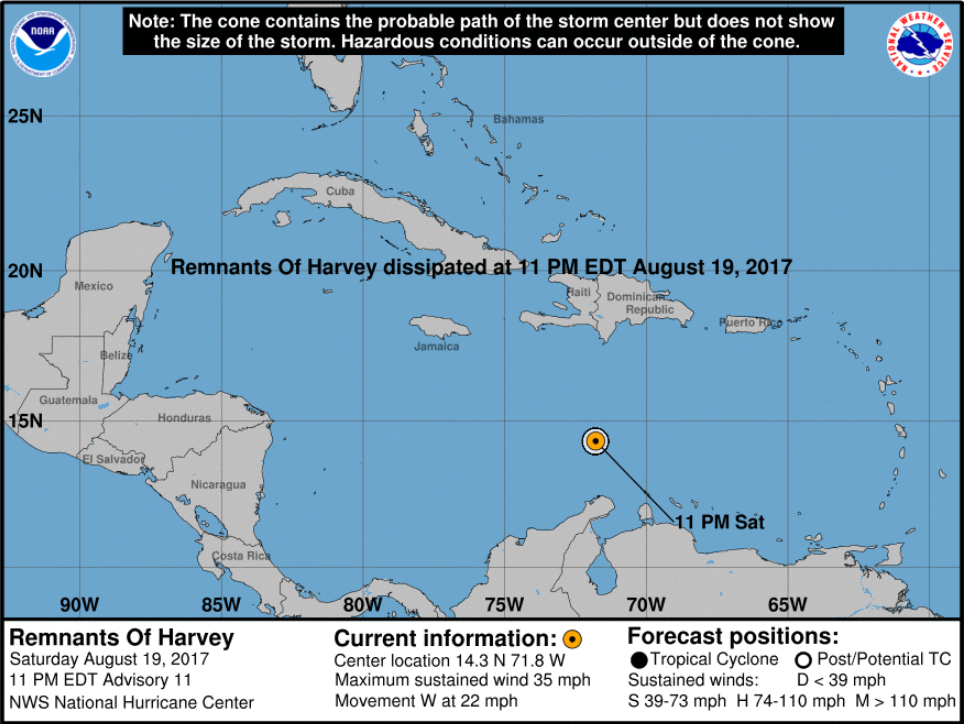 Note: The cone contains the probable path of the storm center but does not show
the size of the storm. Hazardous conditions can occur outside of the cone.
NOAA
NATIONAL WEATHER SERVICE
25N
Bahamas
Cuba
20N
Remnants Of Harvey dissipated at 11 PM EDT August 19, 2017
Mexico
Haiti
Dominican
Republic
Puerto Rico
Jamaica
Belize
Guatemala
15N
Honduras
El Salvador
Nicaragua
11 PM Sat
Costa Rica
90W 85W 80W 75W 70W 65W
Remnants Of Harvey
Saturday August 19, 2017
11 PM EDT Advisory 11
NWS National Hurricane Center
Current information:
Center location 14.3 N 71.8 W
Maximum sustained wind 35 mph
Movement W at 22 mph
Forecast positions:
Tropical Cyclone Post/Potential TC
Sustained winds: D < 39 mph
S 39-73 mph H 74-110 mph M > 110 mph